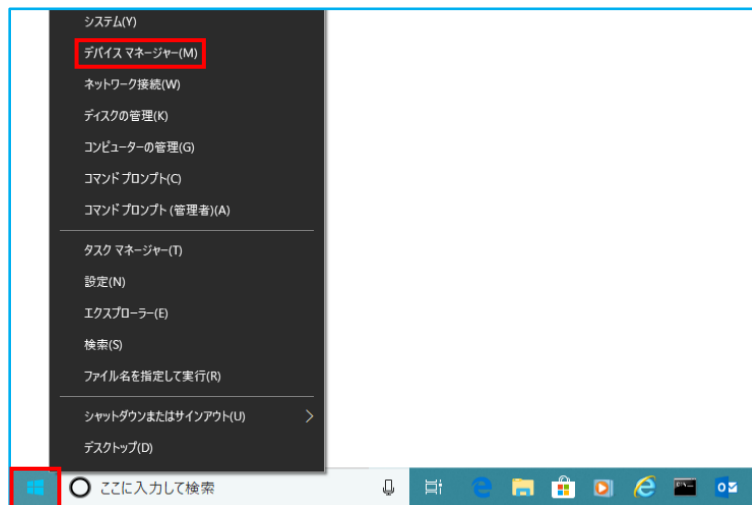 システム(Y)
デバイス マネージャー(M)
ネットワーク接続(W)
ディスクの管理(K)
コンピューターの管理(G)
コマンド プロンプト(C)
コマンド プロンプト (管理者)(A)
タスク マネージャー(T)
設定(N)
エクスプローラー(E)
検索(S)
ファイル名を指定して実行(R)
シャットダウンまたはサインアウト(U)
デスクトップ(D)
ここに入力して検索